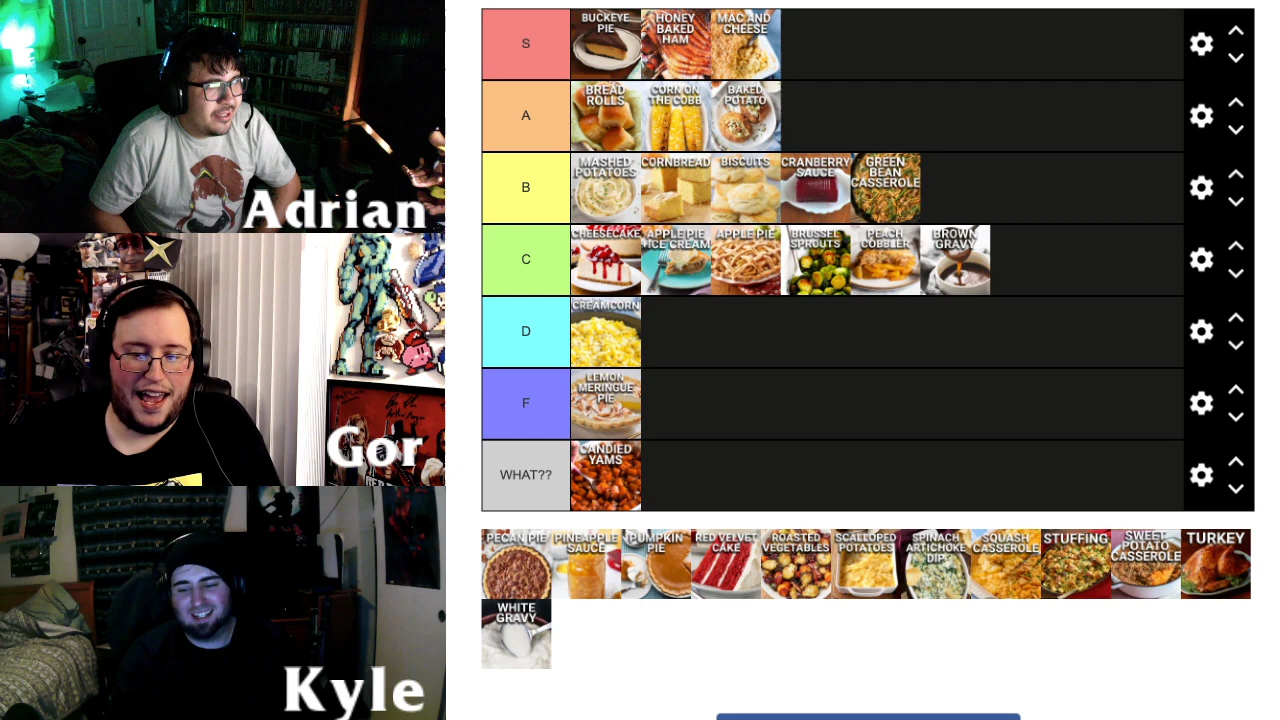 Adrian
Gor
Kyle
S
BUCKEYE
PIE
HONEY
BAKED
HAM
MAC AND
CHEESE
A
BREAD
ROLLS
CORN ON
THE COBB
BAKED
POTATO
B
MASHED
POTATOES
CORNBREAD
BISCUITS
CRANBERRY
SAUCE
GREEN
BEAN
CASSEROLE
C
CHEESECAKE
APPLE PIE
+ICE CREAM
APPLE PIE
BRUSSEL
SPROUTS
PEACH
COBBLER
BROWN
GRAVY
D
CREAMCORN
F
LEMON
MERINGUE
PIE
WHAT??
CANDIED
YAMS
PECAN PIE
PINEAPPLE
SAUCE
PUMPKIN
PIE
RED VELVET
CAKE
ROASTED
VEGETABLES
SCALLOPED
POTATOES
SPINACH
ARTICHOKE
DIP
SQUASH
CASSEROLE
STUFFING
SWEET
POTATO
CASSEROLE
TURKEY
WHITE
GRAVY